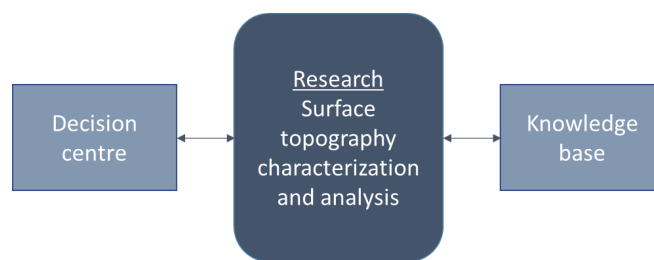 Decision
centre
Research
Surface
topography
characterization
and analysis
Knowledge
base